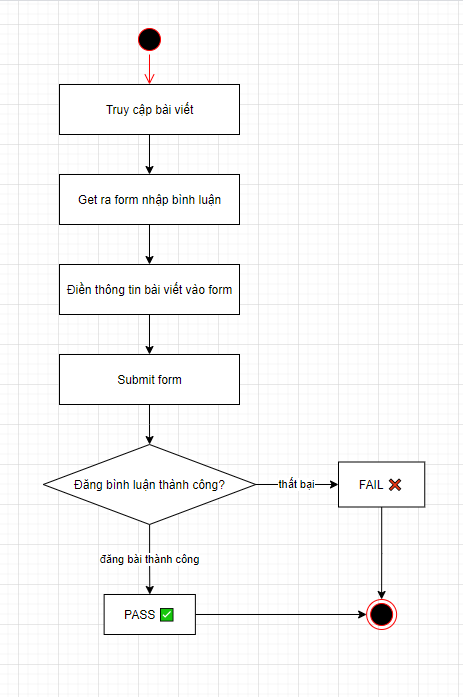 Truy cập bài viết
Get ra form nhập bình luận
Điền thông tin bài viết vào form
Submit form
Đăng bình luận thành công?
thất bại
FAIL ❌
đăng bài thành công
PASS ✅